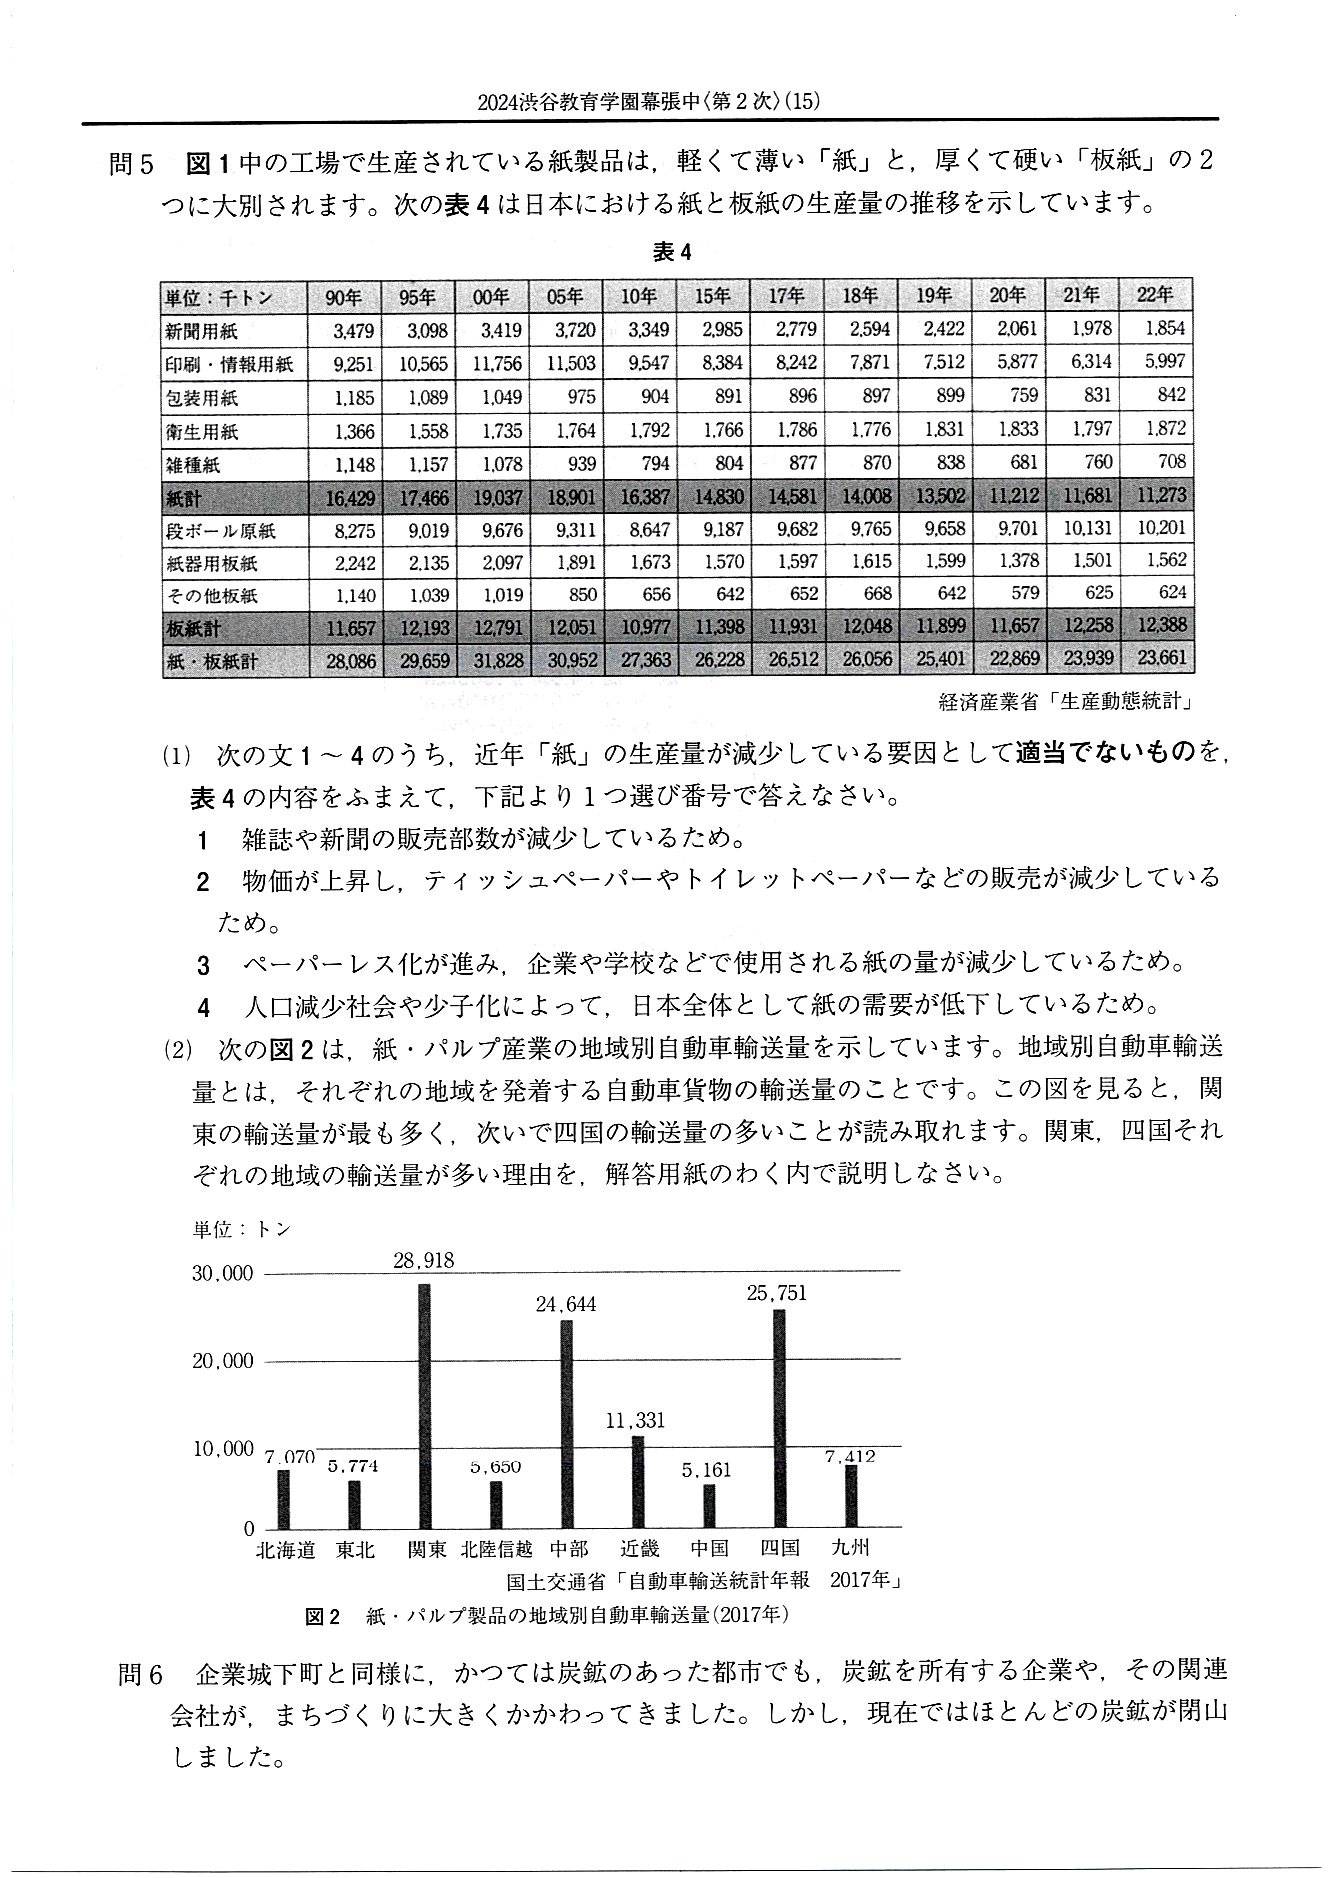 2024渋谷教育学園幕張中〈第2次〉(15)
問5 図1中の工場で生産されている紙製品は，軽くて薄い「紙」と，厚くて硬い「板紙」の2
つに大別されます。次の表4は日本における紙と板紙の生産量の推移を示しています。
表4
単位：千トン 90年 95年 00年 05年 10年 15年 17年 18年 19年 20年 21年 22年
新聞用紙 3,479 3,098 3,419 3,720 3,349 2,985 2,779 2,594 2,422 2,061 1,978 1,854
印刷・情報用紙 9,251 10,565 11,756 11,503 9,547 8,384 8,242 7,871 7,512 5,877 6,314 5,997
包装用紙 1,185 1,089 1,049 975 904 891 896 897 899 759 831 842
衛生用紙 1,366 1,558 1,735 1,764 1,792 1,766 1,786 1,776 1,831 1,833 1,797 1,872
雑種紙 1,148 1,157 1,078 939 794 804 877 870 838 681 760 708
紙計 16,429 17,466 19,037 18,901 16,387 14,830 14,581 14,008 13,502 11,212 11,681 11,273
段ボール原紙 8,275 9,019 9,676 9,311 8,647 9,187 9,682 9,765 9,658 9,701 10,131 10,201
紙器用板紙 2,242 2,135 2,097 1,891 1,673 1,570 1,597 1,615 1,599 1,378 1,501 1,562
その他板紙 1,140 1,039 1,019 850 656 642 652 668 642 579 625 624
板紙計 11,657 12,193 12,791 12,051 10,977 11,398 11,931 12,048 11,899 11,657 12,258 12,388
紙・板紙計 28,086 29,659 31,828 30,952 27,363 26,228 26,512 26,056 25,401 22,869 23,939 23,661
経済産業省「生産動態統計」
(1) 次の文1～4のうち，近年「紙」の生産量が減少している要因として適当でないものを，
表4の内容をふまえて，下記より1つ選び番号で答えなさい。
1 雑誌や新聞の販売部数が減少しているため。
2 物価が上昇し，ティッシュペーパーやトイレットペーパーなどの販売が減少している
ため。
3 ペーパーレス化が進み，企業や学校などで使用される紙の量が減少しているため。
4 人口減少社会や少子化によって，日本全体として紙の需要が低下しているため。
(2) 次の図2は，紙・パルプ産業の地域別自動車輸送量を示しています。地域別自動車輸送
量とは，それぞれの地域を発着する自動車貨物の輸送量のことです。この図を見ると，関
東の輸送量が最も多く，次いで四国の輸送量の多いことが読み取れます。関東，四国それ
ぞれの地域の輸送量が多い理由を，解答用紙のわく内で説明しなさい。
単位：トン
30,000
20,000
10,000
0
7,070 5,774 28,918 5,650 24,644 11,331 5,161 25,751 7,412
北海道 東北 関東 北陸信越 中部 近畿 中国 四国 九州
国土交通省「自動車輸送統計年報 2017年」
図2 紙・パルプ製品の地域別自動車輸送量(2017年)
問6 企業城下町と同様に，かつては炭鉱のあった都市でも，炭鉱を所有する企業や，その関連
会社が，まちづくりに大きくかかわってきました。しかし，現在ではほとんどの炭鉱が閉山
しました。